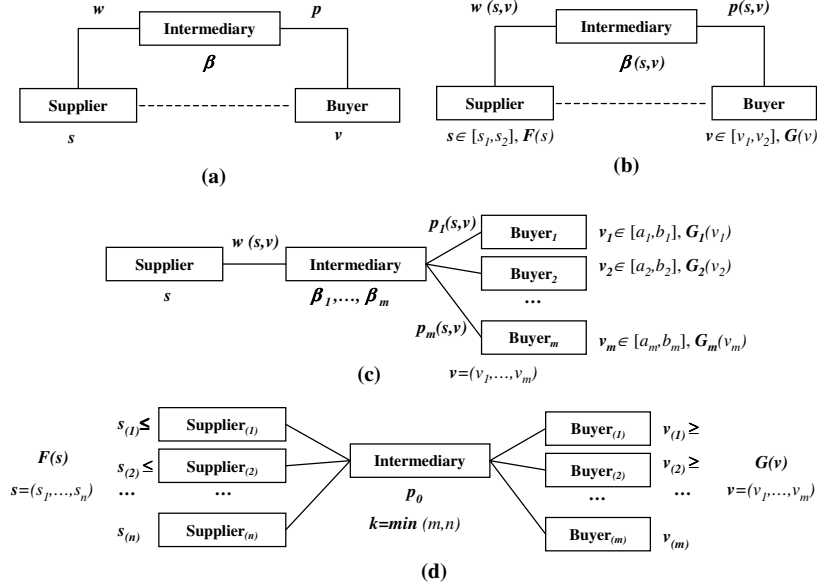 w
p
Intermediary
β
Supplier
Buyer
s
v
(a)
w (s,v)
p(s,v)
Intermediary
β(s,v)
Supplier
Buyer
s∈ [s1,s2], F(s)
v∈ [v1,v2], G(v)
(b)
p1(s,v)
Buyer1
v1∈ [a1,b1], G1(v1)
w (s,v)
Supplier
Intermediary
Buyer2
v2∈ [a2,b2], G2(v2)
s
β1,…, βm
...
pm(s,v)
Buyerm
vm∈ [am,bm], Gm(vm)
(c)
v=(v1,…,vm)
s(1)≤
Supplier(1)
Buyer(1)
v(1)≥
F(s)
s(2)≤
Supplier(2)
Intermediary
Buyer(2)
v(2)≥
G(v)
s=(s1,…,sn)
...
...
p0
...
...
v=(v1,…,vm)
k=min (m,n)
s(n)
Supplier(n)
Buyer(m)
v(m)
(d)